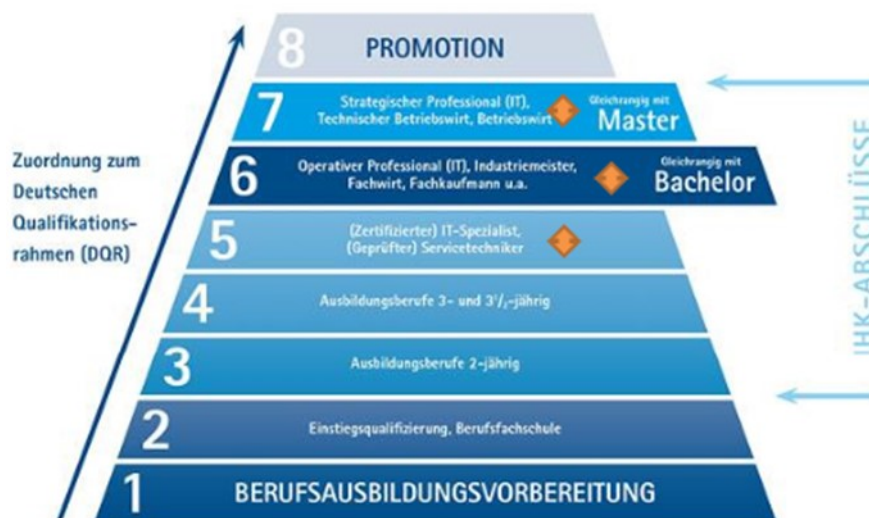 8 PROMOTION
7 Strategischer Professional (IT),
Technischer Betriebswirt, Betriebswirt
Gleichrangig mit
Master
6 Operativer Professional (IT), Industriemeister,
Fachwirt, Fachkaufmann u.a.
Gleichrangig mit
Bachelor
5 (Zertifizierter) IT-Spezialist,
(Geprüfter) Servicetechniker
4 Ausbildungsberufe 3- und 3½-jährig
3 Ausbildungsberufe 2-jährig
2 Einstiegsqualifizierung, Berufsfachschule
1 BERUFSAUSBILDUNGSVORBEREITUNG
Zuordnung zum
Deutschen
Qualifikations-
rahmen (DQR)
IHK-ABSCHLÜSSE